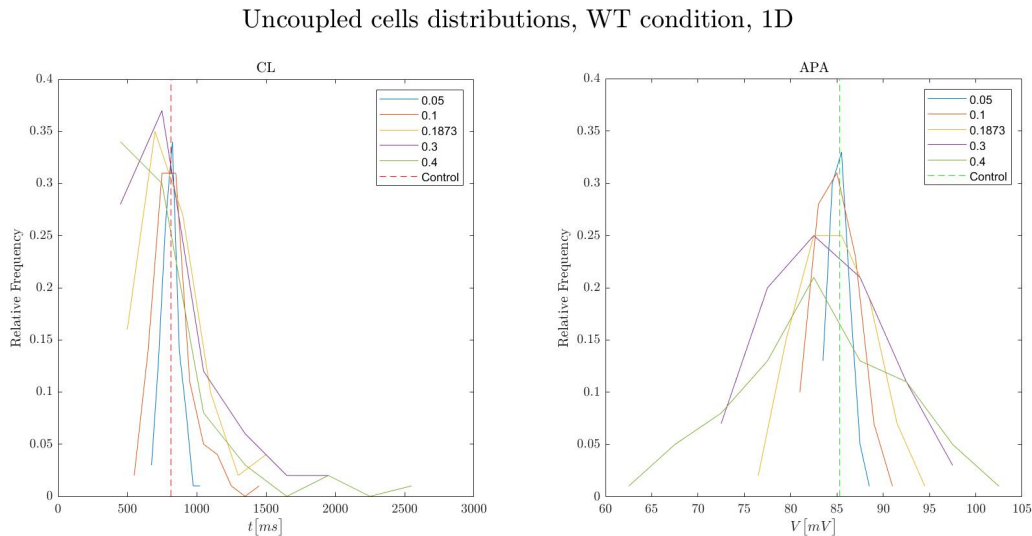 Uncoupled cells distributions, WT condition, 1D
CL
0.4
0.35
0.3
0.25
0.2
0.15
0.1
0.05
0
Relative Frequency
0 500 1000 1500 2000 2500 3000
t[ms]
0.05
0.1
0.1873
0.3
0.4
Control
APA
0.4
0.35
0.3
0.25
0.2
0.15
0.1
0.05
0
Relative Frequency
60 65 70 75 80 85 90 95 100 105
V[mV]
0.05
0.1
0.1873
0.3
0.4
Control